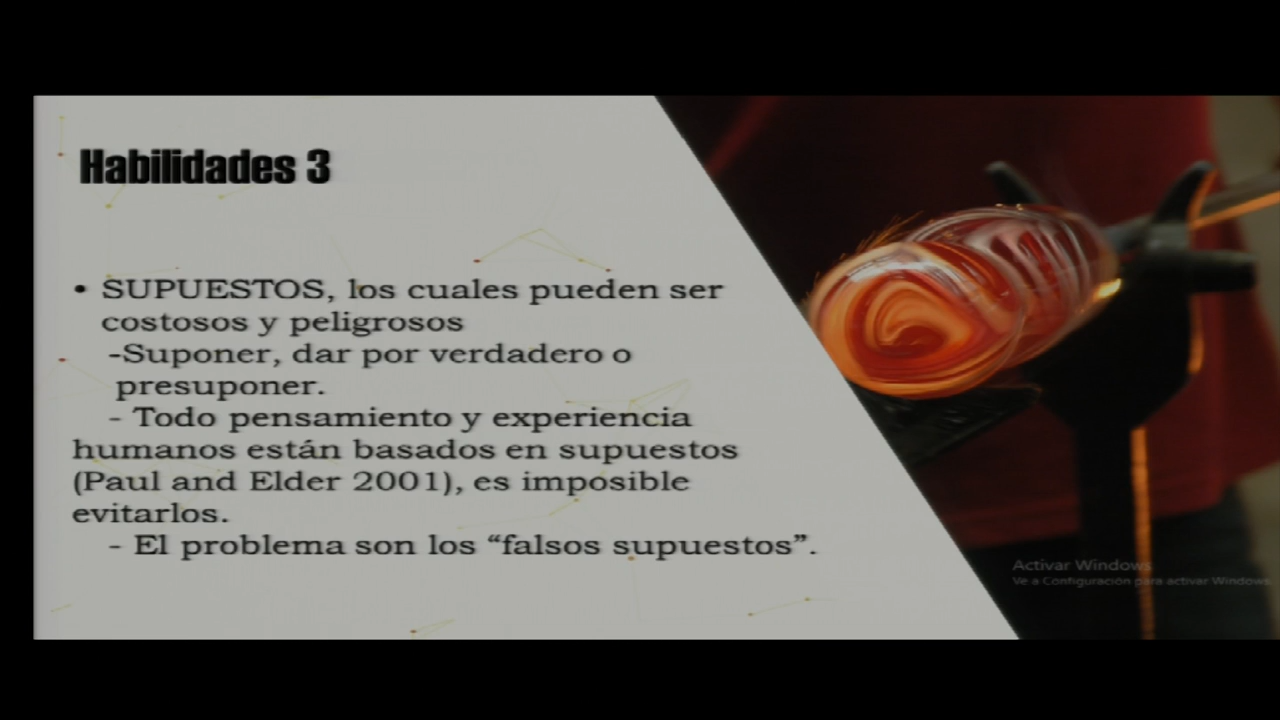 Habilidades 3
• SUPUESTOS, los cuales pueden ser
costosos y peligrosos
-Suponer, dar por verdadero o
presuponer.
- Todo pensamiento y experiencia
humanos están basados en supuestos
(Paul and Elder 2001), es imposible
evitarlos.
- El problema son los “falsos supuestos”.
Activar Windows
Ve a Configuración para activar Windows.